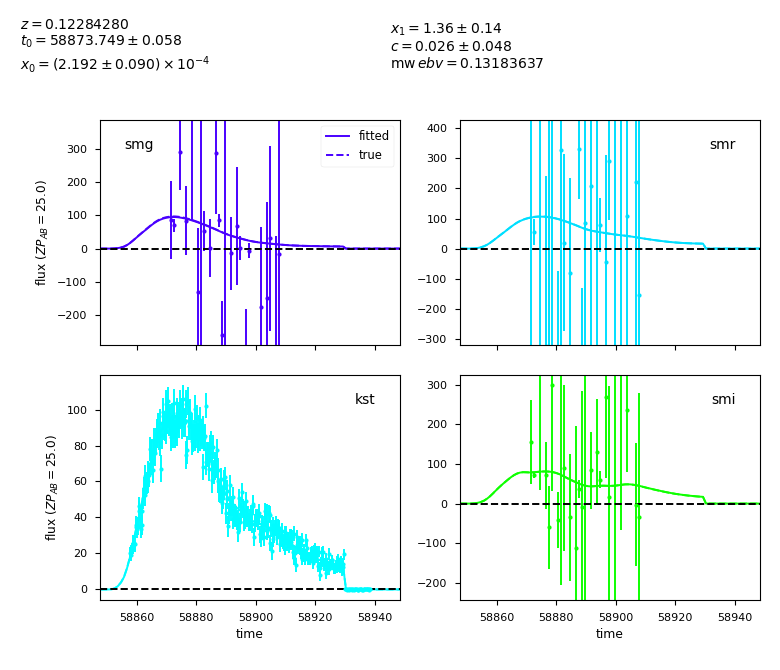 z = 0.12284280
t₀ = 58873.749 ± 0.058
x₀ = (2.192 ± 0.090) × 10⁻⁴
x₁ = 1.36 ± 0.14
c = 0.026 ± 0.048
mw ebv = 0.13183637
smg
fitted
true
300
200
100
0
−100
−200
flux (ZP_AB = 25.0)
smr
400
300
200
100
0
−100
−200
−300
kst
100
80
60
40
20
0
flux (ZP_AB = 25.0)
58860 58880 58900 58920 58940
time
smi
300
200
100
0
−100
−200
58860 58880 58900 58920 58940
time